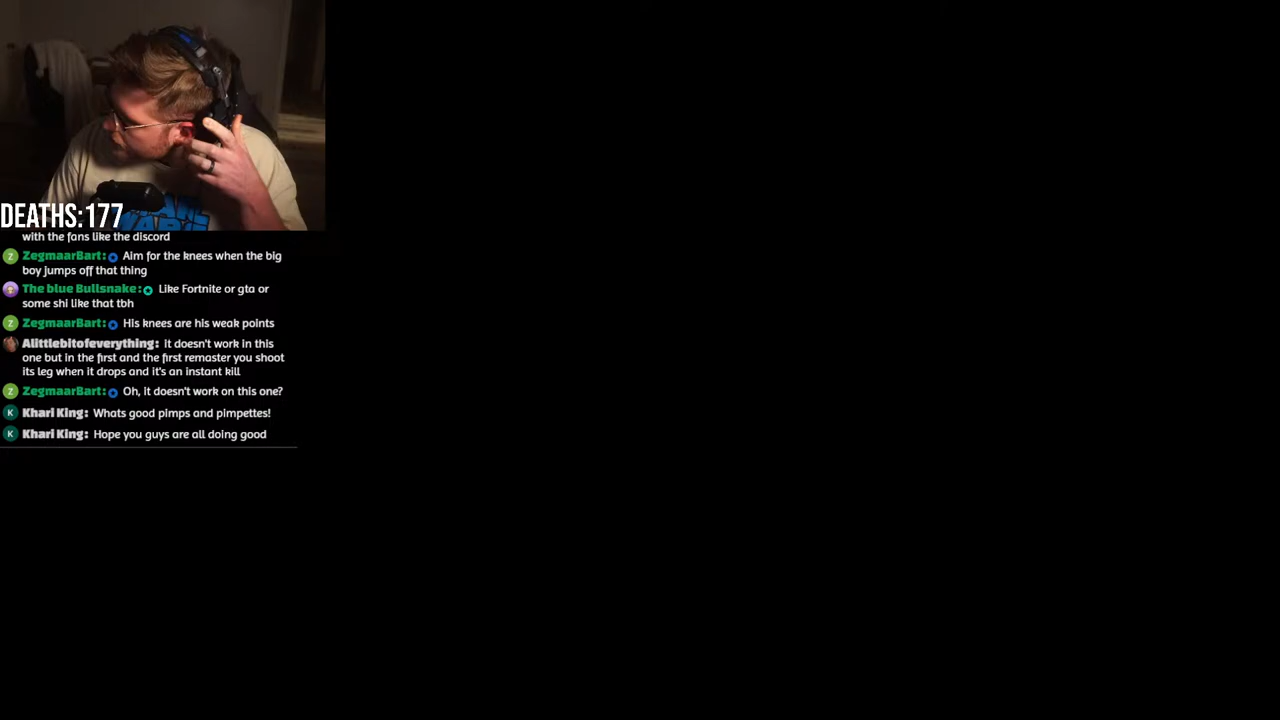 DEATHS:177
with the fans like the discord
ZegmaarBart: Aim for the knees when the big
boy jumps off that thing
The blue Bullsnake: Like Fortnite or gta or
some shi like that tbh
ZegmaarBart: His knees are his weak points
Alittlebitofeverything: It doesn't work in this
one but in the first and the first remaster you shoot
its leg when it drops and it's an instant kill
ZegmaarBart: Oh, it doesn't work on this one?
Khari King: Whats good pimps and pimpettes!
Khari King: Hope you guys are all doing good